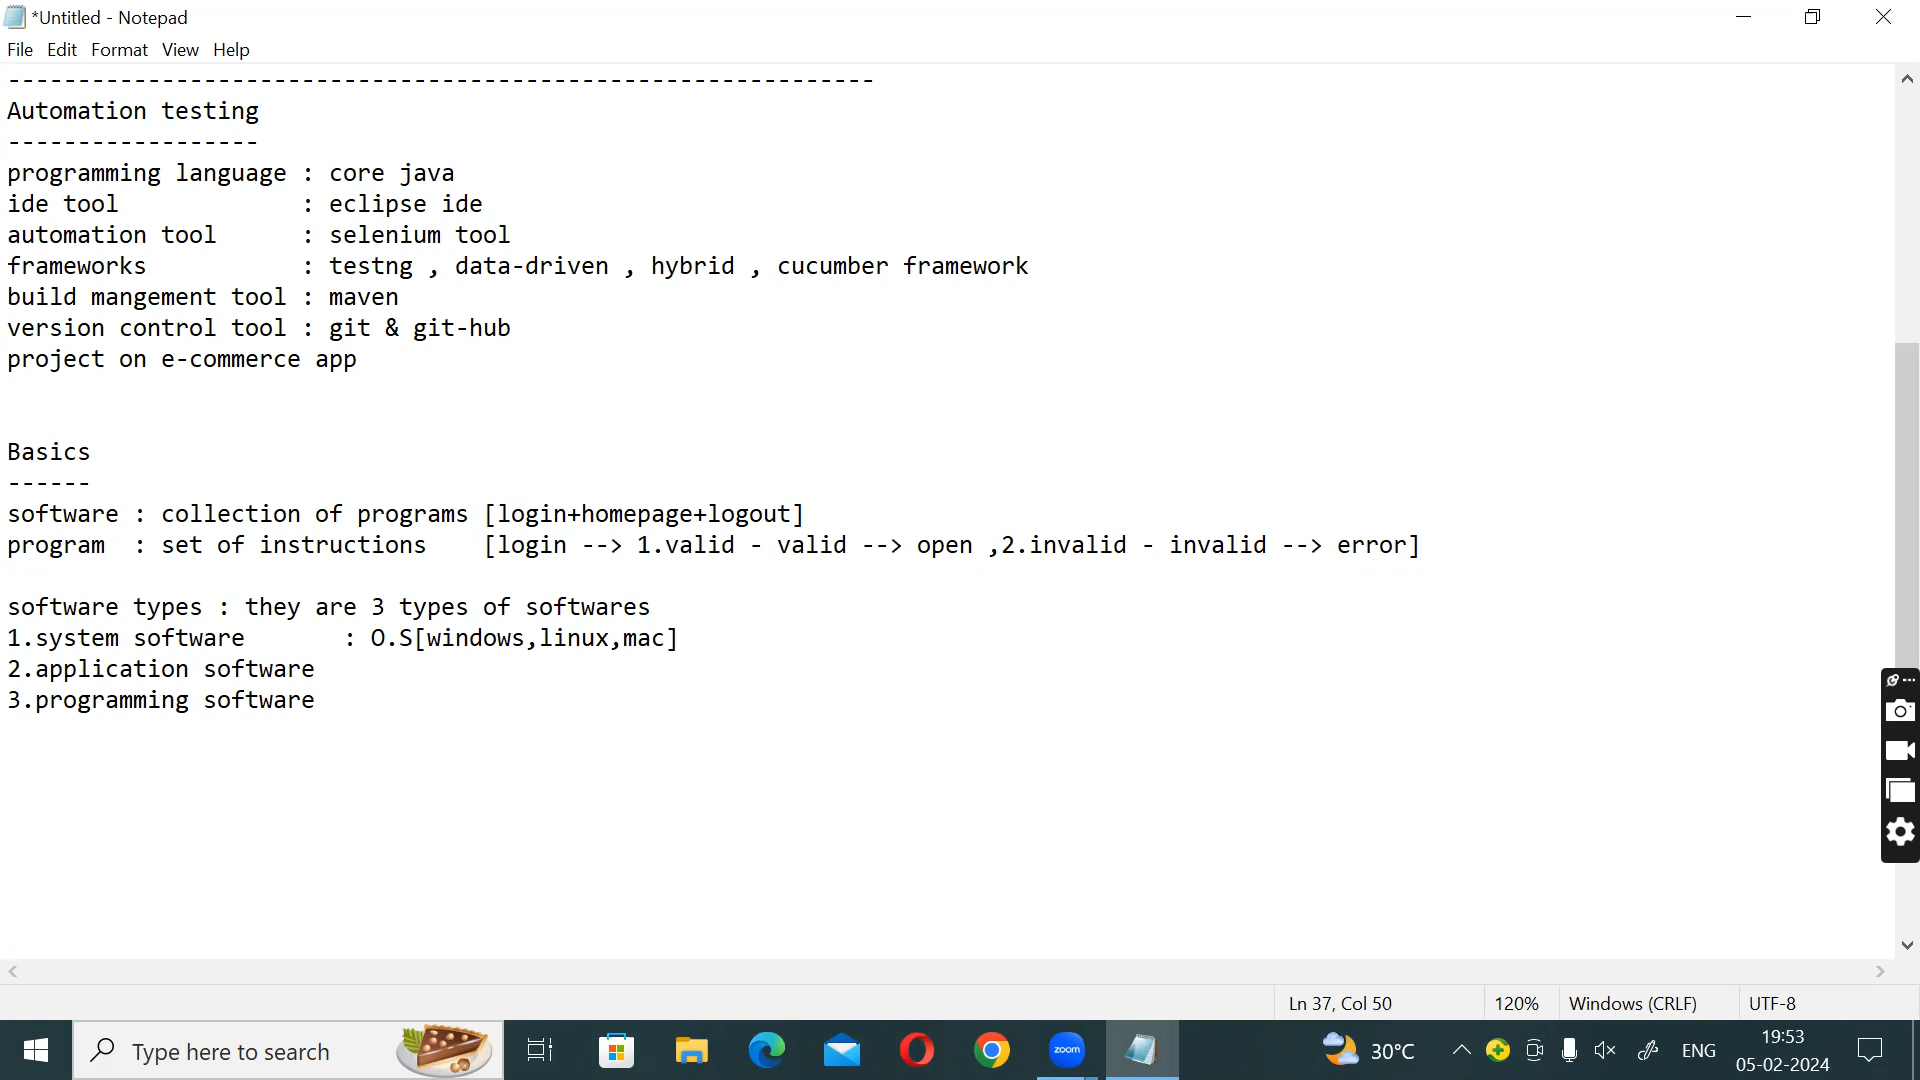 *Untitled - Notepad
File Edit Format View Help
--------------------------------------------------------------
Automation testing
------------------
programming language : core java
ide tool             : eclipse ide
automation tool      : selenium tool
frameworks           : testng , data-driven , hybrid , cucumber framework
build mangement tool : maven
version control tool : git & git-hub
project on e-commerce app
Basics
------
software : collection of programs [login+homepage+logout]
program  : set of instructions    [login --> 1.valid - valid --> open ,2.invalid - invalid --> error]
software types : they are 3 types of softwares
1.system software       : O.S[windows,linux,mac]
2.application software
3.programming software
Ln 37, Col 50 120% Windows (CRLF) UTF-8
Type here to search zoom 30°C ENG 19:53
05-02-2024